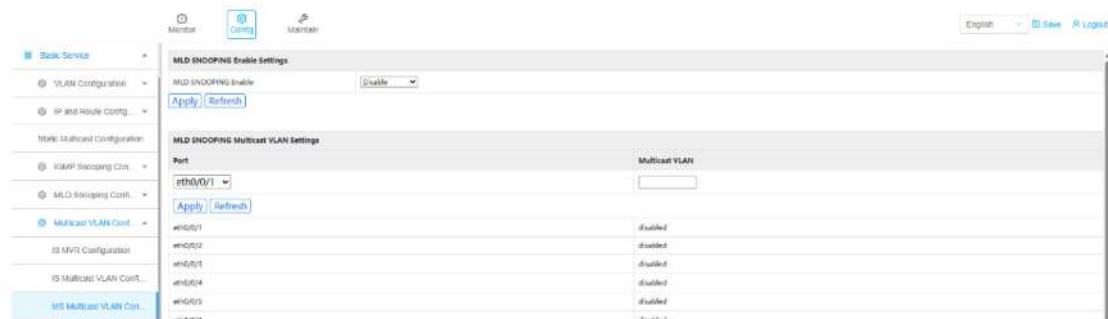 Monitor Config Maintain
English Save Logout
Basic Service
VLAN Configuration
IP and Route Config...
Static Multicast Configuration
IGMP Snooping Con...
MLD Snooping Confi...
Multicast VLAN Conf...
IS MVR Configuration
IS Multicast VLAN Confi...
MS Multicast VLAN Con...
MLD SNOOPING Enable Settings
MLD SNOOPING Enable Disable
Apply Refresh
MLD SNOOPING Multicast VLAN Settings
Port Multicast VLAN
eth0/0/1
Apply Refresh
eth0/0/1 disabled
eth0/0/2 disabled
eth0/0/3 disabled
eth0/0/4 disabled
eth0/0/5 disabled